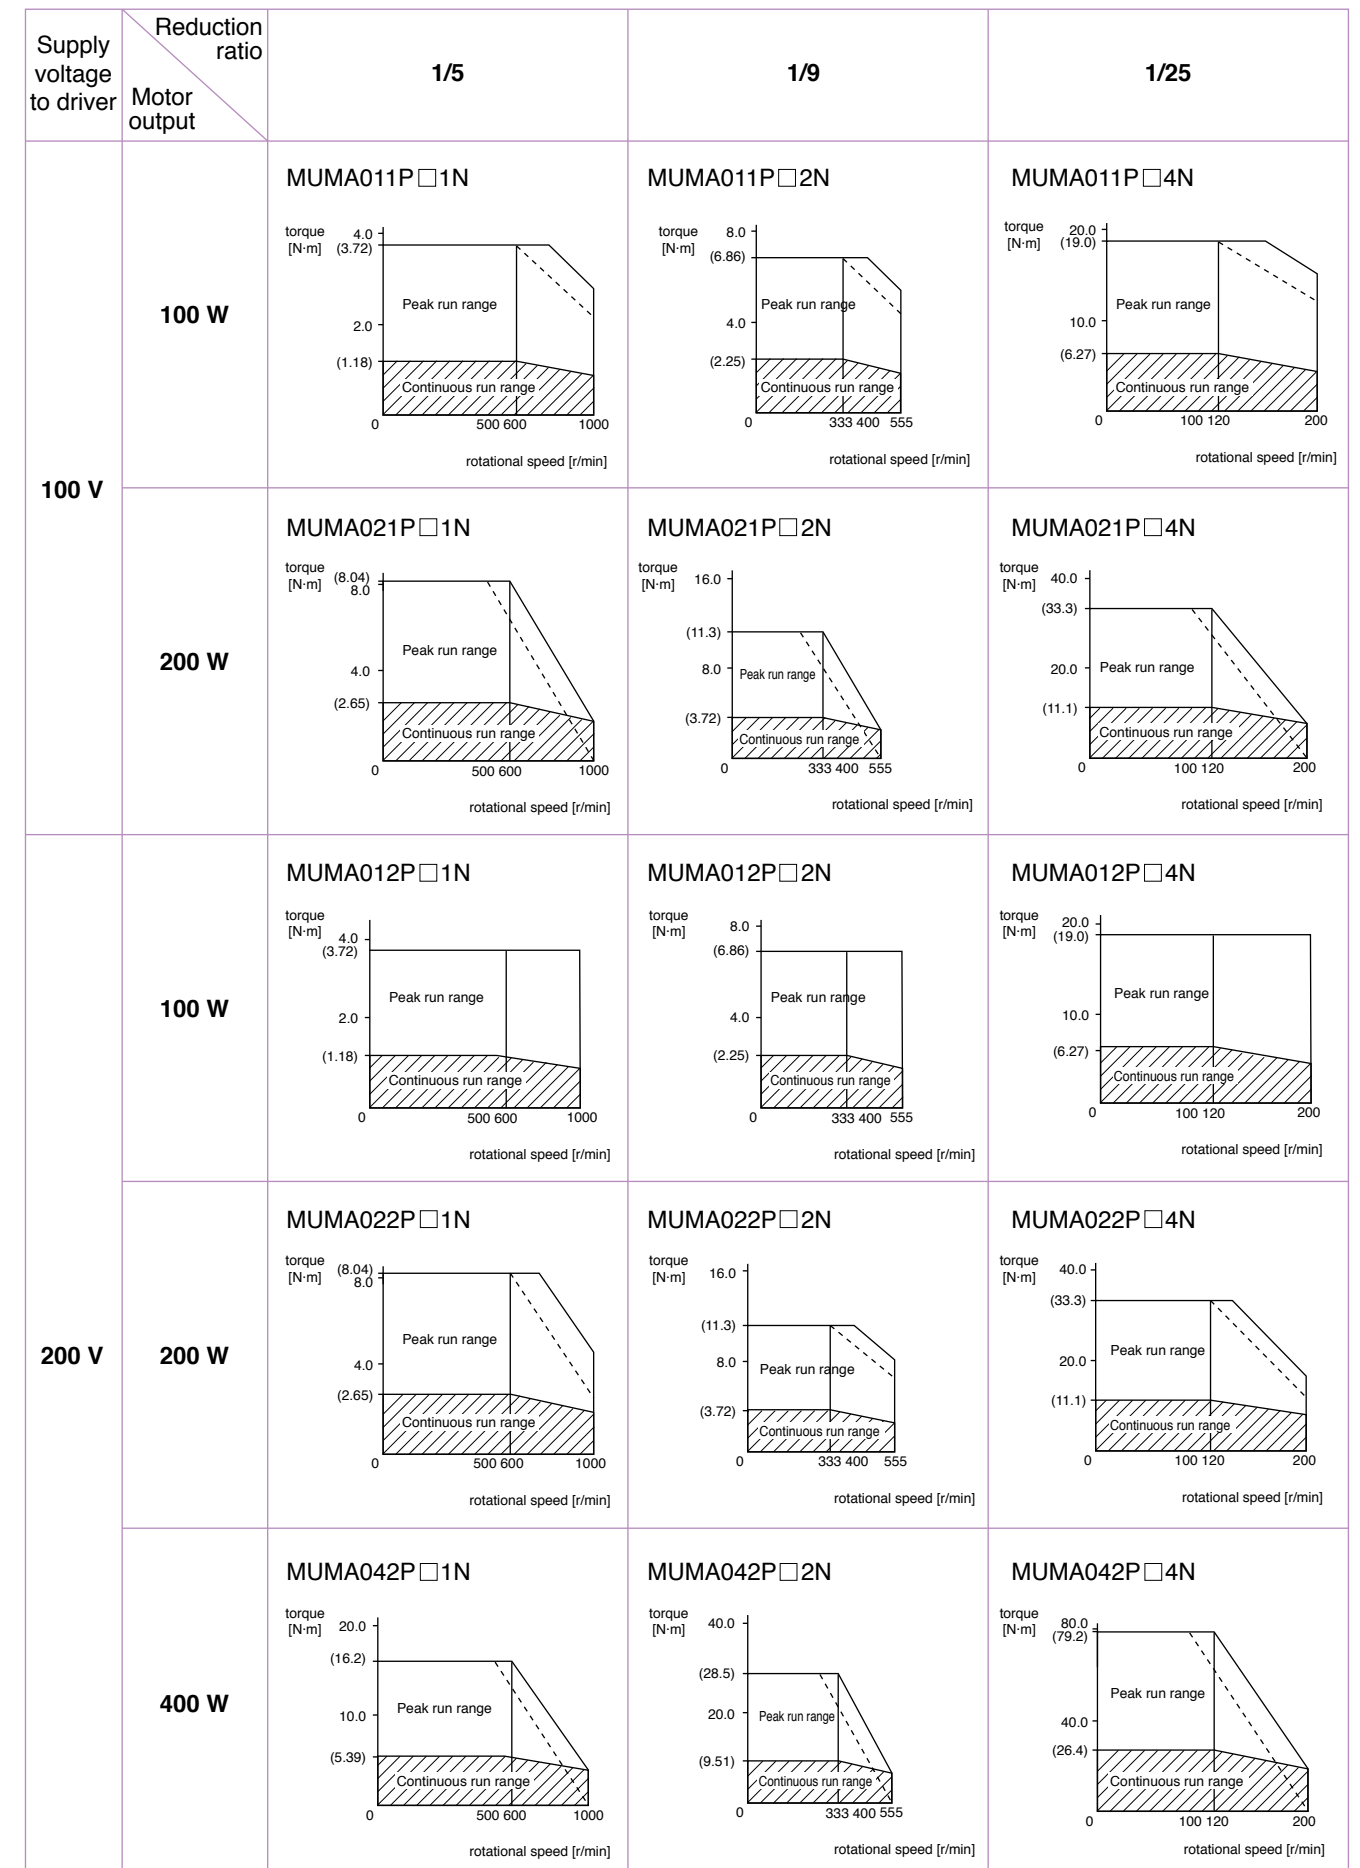 Supply
voltage
to driver
Reduction
ratio
Motor
output
1/5
1/9
1/25
100 V
100 W
MUMA011P□1N
torque
[N·m]
4.0
(3.72)
2.0
(1.18)
Peak run range
Continuous run range
0
500 600
1000
rotational speed [r/min]
MUMA011P□2N
torque
[N·m]
8.0
(6.86)
4.0
(2.25)
Peak run range
Continuous run range
0
333 400
555
rotational speed [r/min]
MUMA011P□4N
torque
[N·m]
20.0
(19.0)
10.0
(6.27)
Peak run range
Continuous run range
0
100 120
200
rotational speed [r/min]
200 W
MUMA021P□1N
torque
[N·m]
(8.04)
8.0
4.0
(2.65)
Peak run range
Continuous run range
0
500 600
1000
rotational speed [r/min]
MUMA021P□2N
torque
[N·m]
16.0
(11.3)
8.0
(3.72)
Peak run range
Continuous run range
0
333 400
555
rotational speed [r/min]
MUMA021P□4N
torque
[N·m]
40.0
(33.3)
20.0
(11.1)
Peak run range
Continuous run range
0
100 120
200
rotational speed [r/min]
200 V
100 W
MUMA012P□1N
torque
[N·m]
4.0
(3.72)
2.0
(1.18)
Peak run range
Continuous run range
0
500 600
1000
rotational speed [r/min]
MUMA012P□2N
torque
[N·m]
8.0
(6.86)
4.0
(2.25)
Peak run range
Continuous run range
0
333 400
555
rotational speed [r/min]
MUMA012P□4N
torque
[N·m]
20.0
(19.0)
10.0
(6.27)
Peak run range
Continuous run range
0
100 120
200
rotational speed [r/min]
200 W
MUMA022P□1N
torque
[N·m]
(8.04)
8.0
4.0
(2.65)
Peak run range
Continuous run range
0
500 600
1000
rotational speed [r/min]
MUMA022P□2N
torque
[N·m]
16.0
(11.3)
8.0
(3.72)
Peak run range
Continuous run range
0
333 400
555
rotational speed [r/min]
MUMA022P□4N
torque
[N·m]
40.0
(33.3)
20.0
(11.1)
Peak run range
Continuous run range
0
100 120
200
rotational speed [r/min]
400 W
MUMA042P□1N
torque
[N·m]
20.0
(16.2)
10.0
(5.39)
Peak run range
Continuous run range
0
500 600
1000
rotational speed [r/min]
MUMA042P□2N
torque
[N·m]
40.0
(28.5)
20.0
(9.51)
Peak run range
Continuous run range
0
333 400 555
rotational speed [r/min]
MUMA042P□4N
torque
[N·m]
80.0
(79.2)
40.0
(26.4)
Peak run range
Continuous run range
0
100 120
200
rotational speed [r/min]